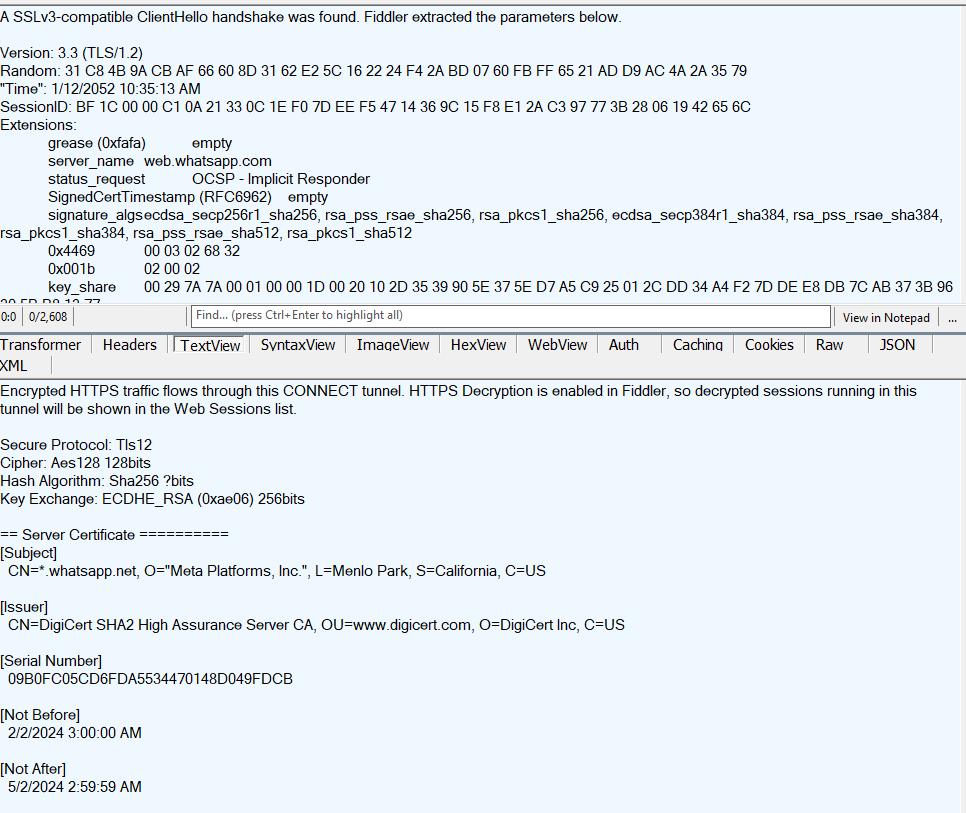 A SSLv3-compatible ClientHello handshake was found. Fiddler extracted the parameters below.
Version: 3.3 (TLS/1.2)
Random: 31 C8 4B 9A CB AF 66 60 8D 31 62 E2 5C 16 22 24 F4 2A BD 07 60 FB FF 65 21 AD D9 AC 4A 2A 35 79
"Time": 1/12/2052 10:35:13 AM
SessionID: BF 1C 00 00 C1 0A 21 33 0C 1E F0 7D EE F5 47 14 36 9C 15 F8 E1 2A C3 97 77 3B 28 06 19 42 65 6C
Extensions:
grease (0xfafa) empty
server_name web.whatsapp.com
status_request OCSP - Implicit Responder
SignedCertTimestamp (RFC6962) empty
signature_algsecdsa_secp256r1_sha256, rsa_pss_rsae_sha256, rsa_pkcs1_sha256, ecdsa_secp384r1_sha384, rsa_pss_rsae_sha384,
rsa_pkcs1_sha384, rsa_pss_rsae_sha512, rsa_pkcs1_sha512
0x4469 00 03 02 68 32
0x001b 02 00 02
key_share 00 29 7A 7A 00 01 00 00 1D 00 20 10 2D 35 39 90 5E 37 5E D7 A5 C9 25 01 2C DD 34 A4 F2 7D DE E8 DB 7C AB 37 3B 96
0:0 0/2,608 Find... (press Ctrl+Enter to highlight all) View in Notepad ...
Transformer Headers TextView SyntaxView ImageView HexView WebView Auth Caching Cookies Raw JSON
XML
Encrypted HTTPS traffic flows through this CONNECT tunnel. HTTPS Decryption is enabled in Fiddler, so decrypted sessions running in this
tunnel will be shown in the Web Sessions list.
Secure Protocol: Tls12
Cipher: Aes128 128bits
Hash Algorithm: Sha256 ?bits
Key Exchange: ECDHE_RSA (0xae06) 256bits
== Server Certificate ==========
[Subject]
CN=*.whatsapp.net, O="Meta Platforms, Inc.", L=Menlo Park, S=California, C=US
[Issuer]
CN=DigiCert SHA2 High Assurance Server CA, OU=www.digicert.com, O=DigiCert Inc, C=US
[Serial Number]
09B0FC05CD6FDA5534470148D049FDCB
[Not Before]
2/2/2024 3:00:00 AM
[Not After]
5/2/2024 2:59:59 AM